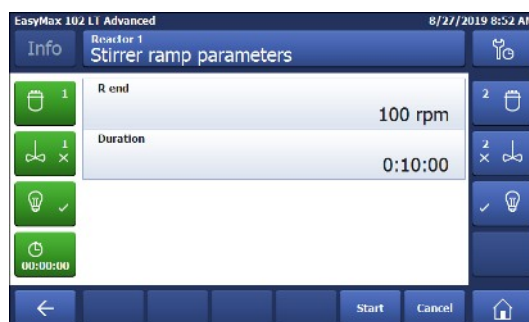 EasyMax 102 LT Advanced
8/27/2019 8:52 AM
Info
Reactor 1
Stirrer ramp parameters
1
R end
100 rpm
2
1
Duration
0:10:00
2
00:00:00
Start
Cancel